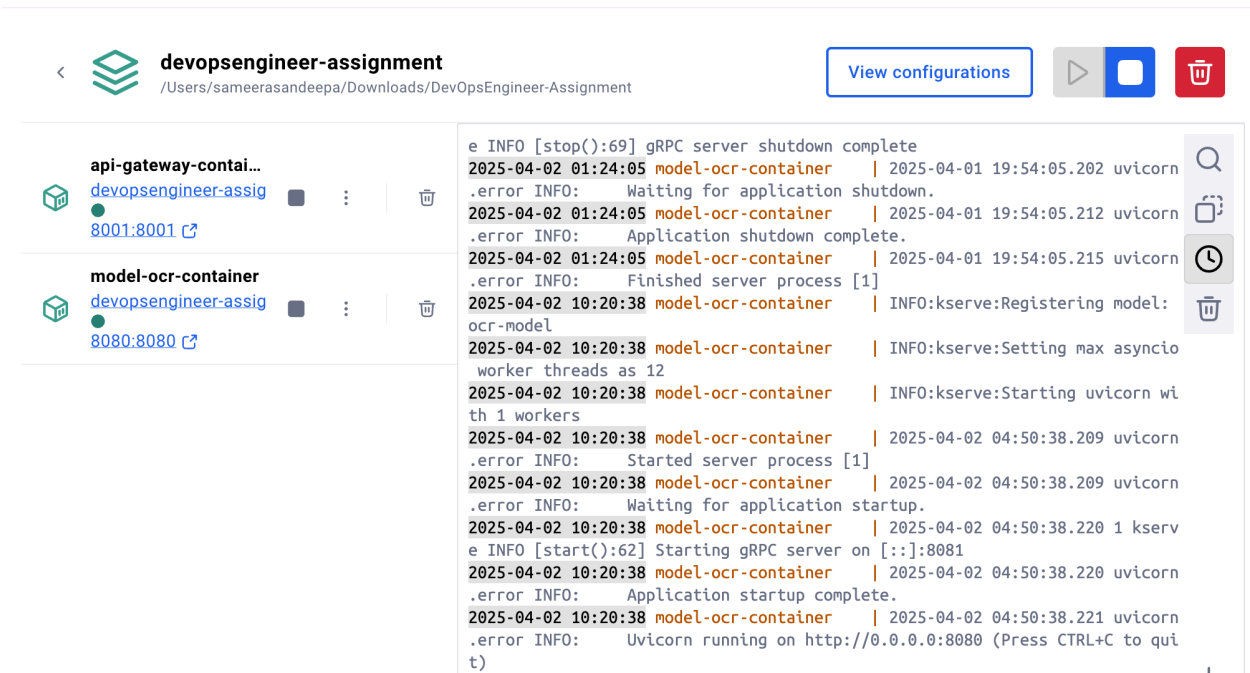 devopsengineer-assignment
/Users/sameerasandeepa/Downloads/DevOpsEngineer-Assignment
View configurations
api-gateway-contai...
devopsengineer-assig
8001:8001
model-ocr-container
devopsengineer-assig
8080:8080
e INFO [stop():69] gRPC server shutdown complete
2025-04-02 01:24:05 model-ocr-container | 2025-04-01 19:54:05.202 uvicorn
.error INFO: Waiting for application shutdown.
2025-04-02 01:24:05 model-ocr-container | 2025-04-01 19:54:05.212 uvicorn
.error INFO: Application shutdown complete.
2025-04-02 01:24:05 model-ocr-container | 2025-04-01 19:54:05.215 uvicorn
.error INFO: Finished server process [1]
2025-04-02 10:20:38 model-ocr-container | INFO:kserve:Registering model:
ocr-model
2025-04-02 10:20:38 model-ocr-container | INFO:kserve:Setting max asyncio
worker threads as 12
2025-04-02 10:20:38 model-ocr-container | INFO:kserve:Starting uvicorn wi
th 1 workers
2025-04-02 10:20:38 model-ocr-container | 2025-04-02 04:50:38.209 uvicorn
.error INFO: Started server process [1]
2025-04-02 10:20:38 model-ocr-container | 2025-04-02 04:50:38.209 uvicorn
.error INFO: Waiting for application startup.
2025-04-02 10:20:38 model-ocr-container | 2025-04-02 04:50:38.220 1 kserv
e INFO [start():62] Starting gRPC server on [::]:8081
2025-04-02 10:20:38 model-ocr-container | 2025-04-02 04:50:38.220 uvicorn
.error INFO: Application startup complete.
2025-04-02 10:20:38 model-ocr-container | 2025-04-02 04:50:38.221 uvicorn
.error INFO: Uvicorn running on http://0.0.0.0:8080 (Press CTRL+C to qui
t)